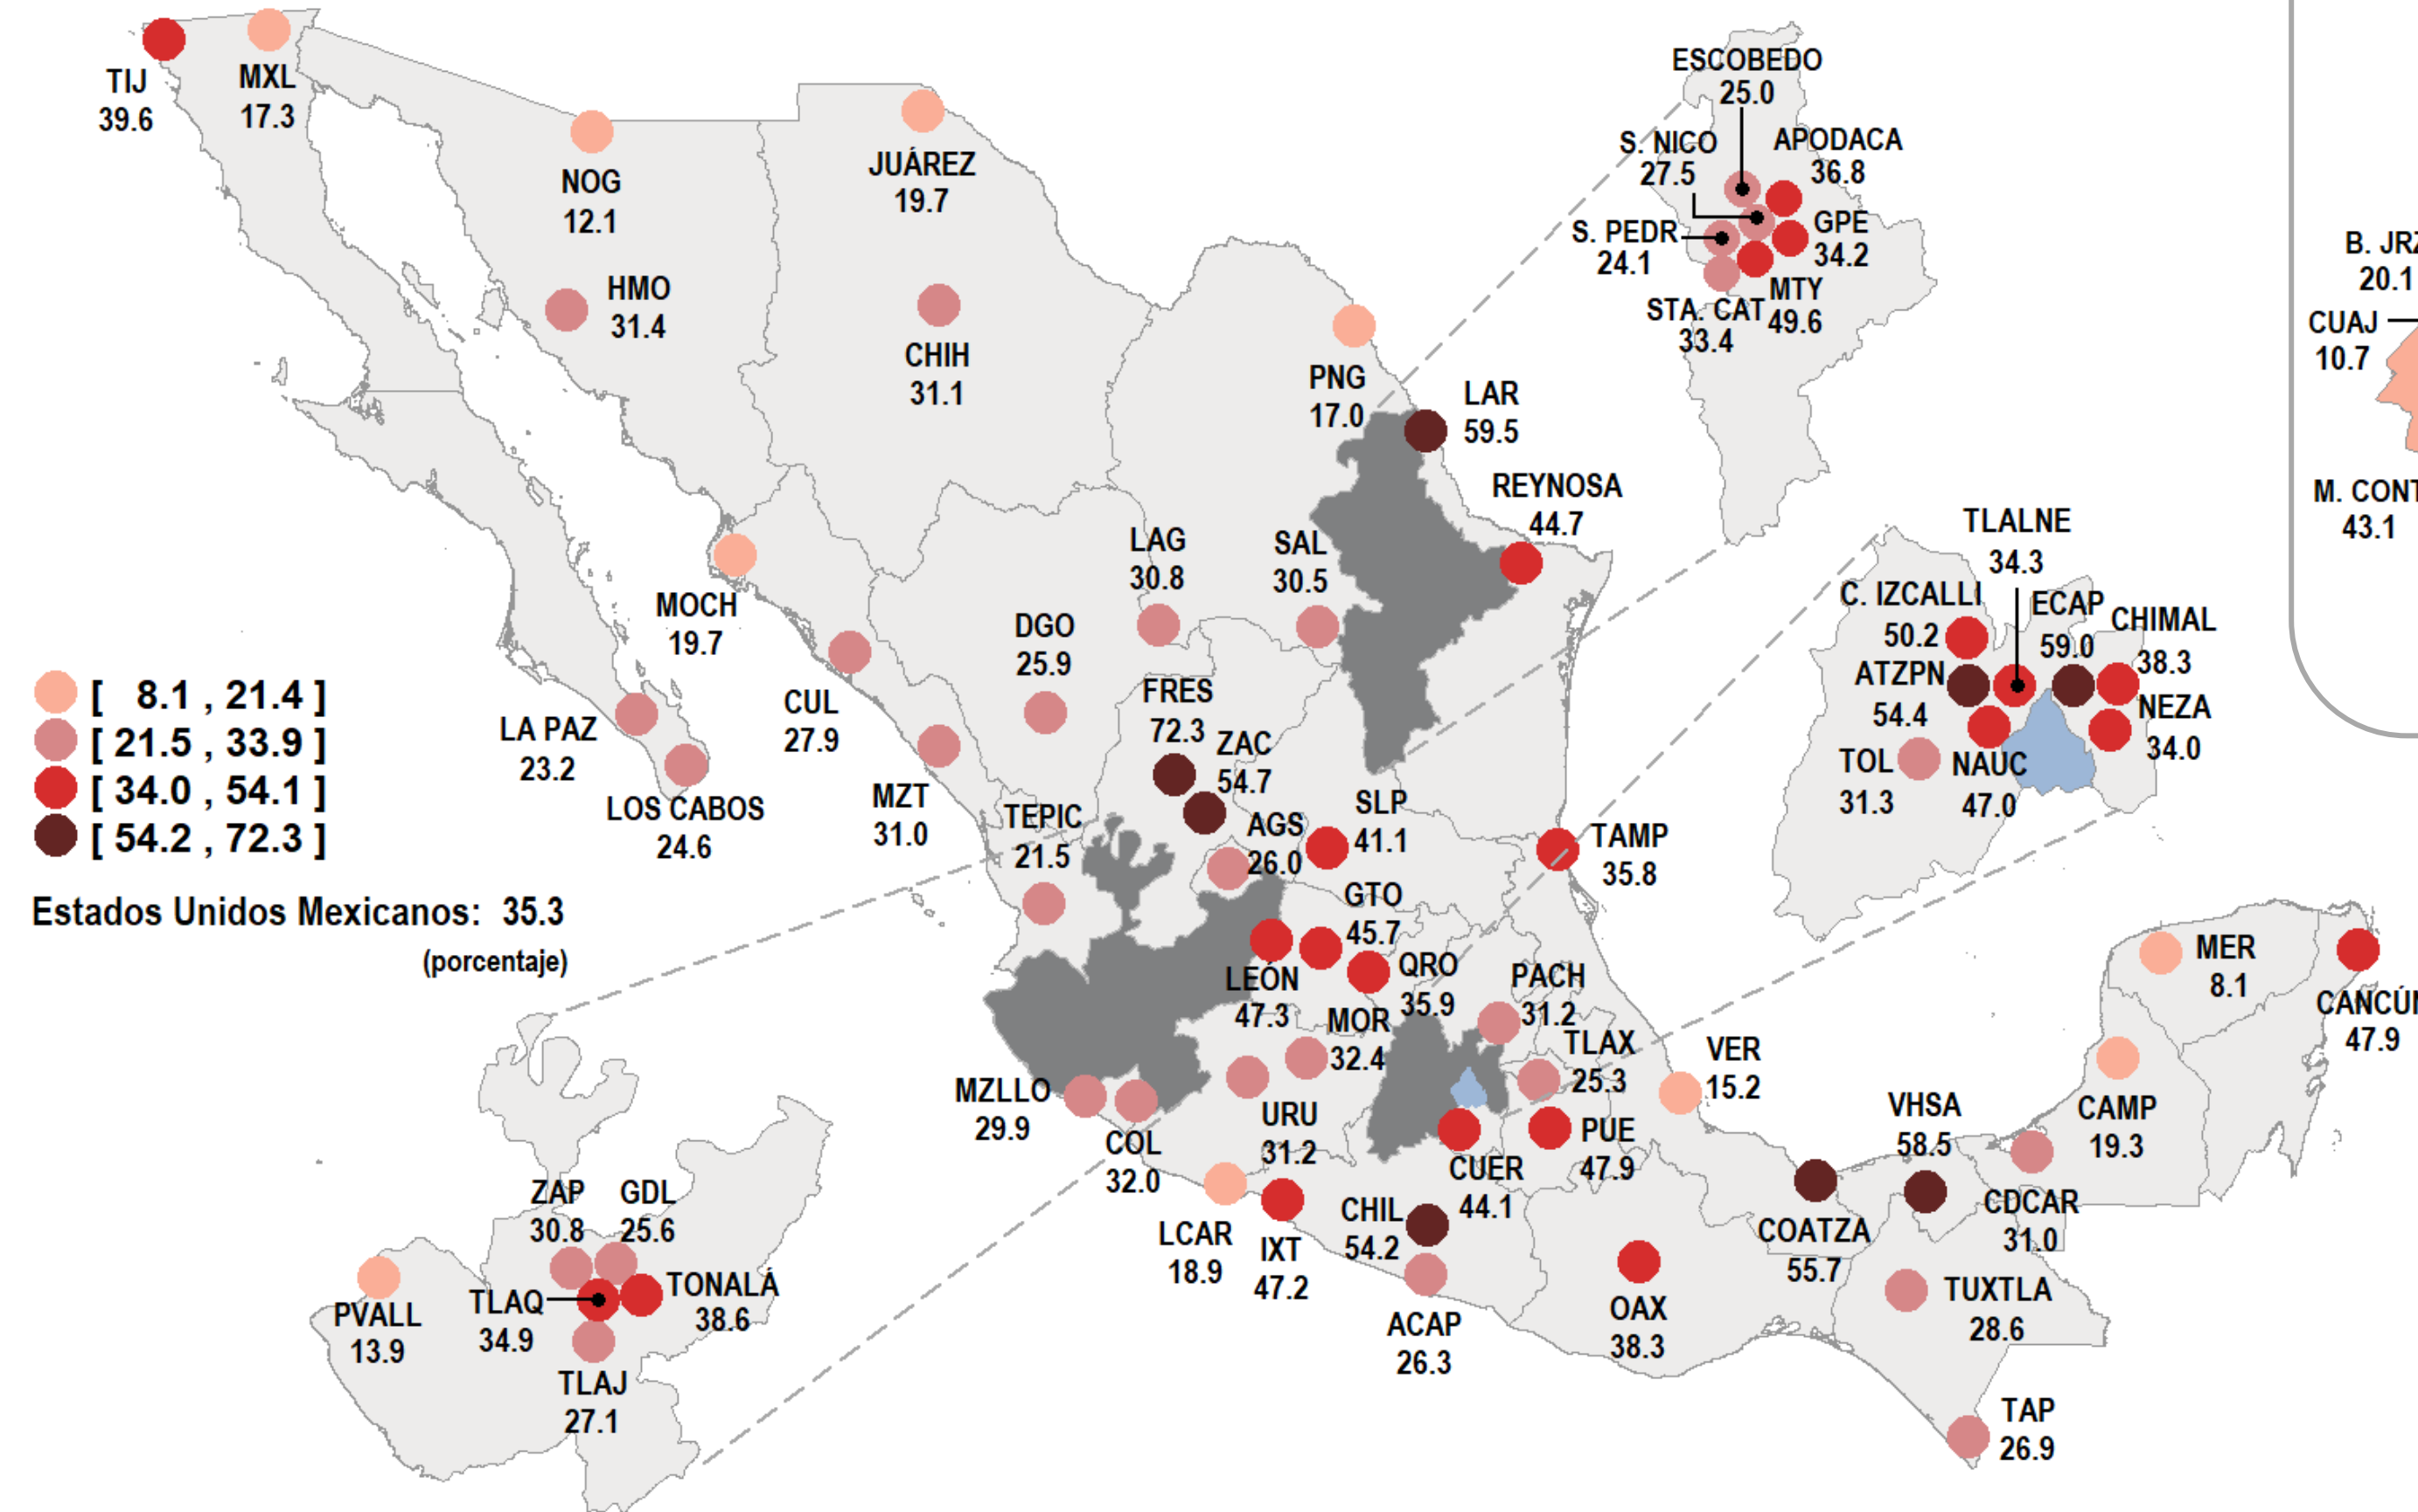 TIJ
39.6
MXL
17.3
NOG
12.1
HMO
31.4
JUÁREZ
19.7
CHIH
31.1
PNG
17.0
LAR
59.5
REYNOSA
44.7
ESCOBEDO
25.0
S. NICO
27.5
APODACA
36.8
S. PEDR
24.1
GPE
34.2
STA. CAT
33.4
MTY
49.6
B. JRZ
20.1
CUAJ
10.7
M. CONT
43.1
MOCH
19.7
LAG
30.8
SAL
30.5
DGO
25.9
CUL
27.9
LA PAZ
23.2
LOS CABOS
24.6
MZT
31.0
TEPIC
21.5
FRES
72.3
ZAC
54.7
AGS
26.0
SLP
41.1
TAMP
35.8
TLALNE
34.3
C. IZCALLI
50.2
ECAP
59.0
CHIMAL
38.3
ATZPN
54.4
NEZA
34.0
TOL
31.3
NAUC
47.0
[ 8.1 , 21.4 ]
[ 21.5 , 33.9 ]
[ 34.0 , 54.1 ]
[ 54.2 , 72.3 ]
Estados Unidos Mexicanos: 35.3
(porcentaje)
GTO
45.7
LEÓN
47.3
QRO
35.9
PACH
31.2
MOR
32.4
TLAX
25.3
MZLLO
29.9
COL
32.0
URU
31.2
CUER
44.1
PUE
47.9
VER
15.2
LCAR
18.9
IXT
47.2
CHIL
54.2
ACAP
26.3
OAX
38.3
COATZA
55.7
VHSA
58.5
CDCAR
31.0
CAMP
19.3
MER
8.1
CANCÚN
47.9
TUXTLA
28.6
TAP
26.9
ZAP
30.8
GDL
25.6
PVALL
13.9
TLAQ
34.9
TONALÁ
38.6
TLAJ
27.1